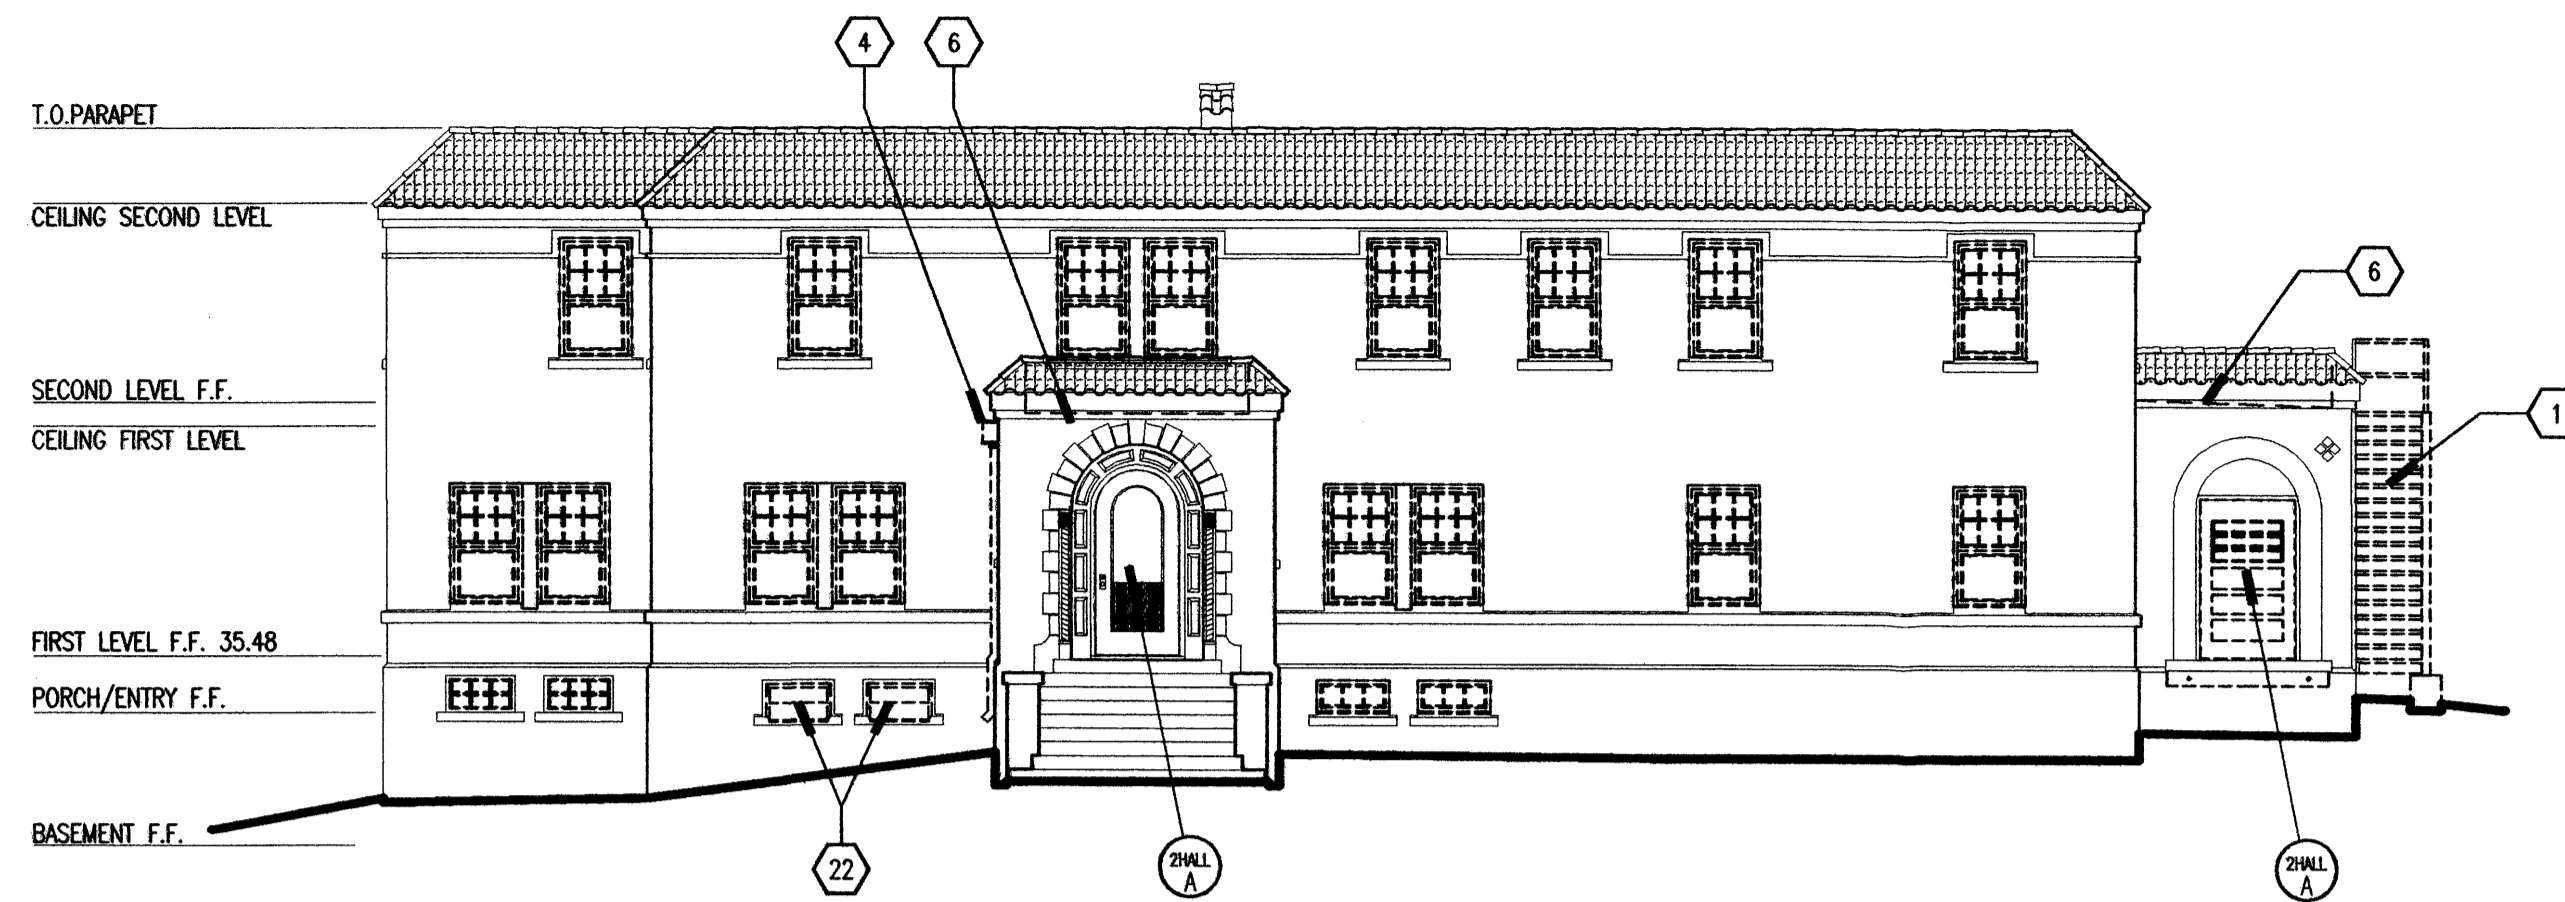 4
6
T.O.PARAPET
CEILING SECOND LEVEL
6
SECOND LEVEL F.F.
1
CEILING FIRST LEVEL
FIRST LEVEL F.F. 35.48
PORCH/ENTRY F.F.
BASEMENT F.F.
22
2HALL
A
2HALL
A